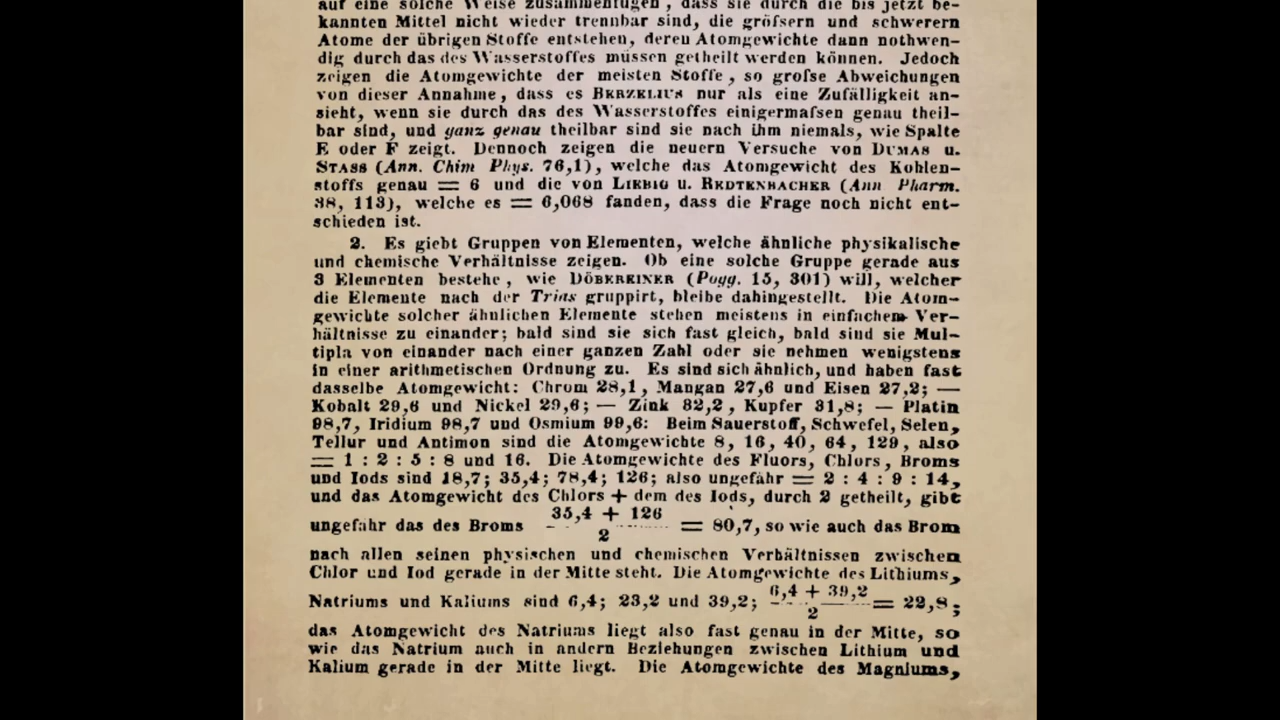 auf eine solche Weise zusammenfügen, dass sie durch die bis jetzt be-
kannten Mittel nicht wieder trennbar sind, die gröfsern und schwerern
Atome der übrigen Stoffe entstehen, deren Atomgewichte dann nothwen-
dig durch das des Wasserstoffes müssen getheilt werden können. Jedoch
zeigen die Atomgewichte der meisten Stoffe, so grofse Abweichungen
von dieser Annahme, dass es BERZELIUS nur als eine Zufälligkeit an-
sieht, wenn sie durch das des Wasserstoffes einigermafsen genau theil-
bar sind, und ganz genau theilbar sind sie nach ihm niemals, wie Spalte
E oder F zeigt. Dennoch zeigen die neuern Versuche von DUMAS u.
STASS (Ann. Chim Phys. 76,1), welche das Atomgewicht des Kohlen-
stoffs genau = 6 und die von LIEBIG u. REDTENBACHER (Ann Pharm.
38, 113), welche es = 6,068 fanden, dass die Frage noch nicht ent-
schieden ist.
2. Es giebt Gruppen von Elementen, welche ähnliche physikalische
und chemische Verhältnisse zeigen. Ob eine solche Gruppe gerade aus
3 Elementen bestehe, wie DÖBEREINER (Pogg. 15, 301) will, welcher
die Elemente nach der Trias gruppirt, bleibe dahingestellt. Die Atom-
gewichte solcher ähnlichen Elemente stehen meistens in einfachem Ver-
hältnisse zu einander; bald sind sie sich fast gleich, bald sind sie Mul-
tipla von einander nach einer ganzen Zahl oder sie nehmen wenigstens
in einer arithmetischen Ordnung zu. Es sind sich ähnlich, und haben fast
dasselbe Atomgewicht: Chrom 28,1, Mangan 27,6 und Eisen 27,2; —
Kobalt 29,6 und Nickel 29,6; — Zink 32,2, Kupfer 31,8; — Platin
98,7, Iridium 98,7 und Osmium 99,6: Beim Sauerstoff, Schwefel, Selen,
Tellur und Antimon sind die Atomgewichte 8, 16, 40, 64, 129, also
= 1 : 2 : 5 : 8 und 16. Die Atomgewichte des Fluors, Chlors, Broms
und Iods sind 18,7; 35,4; 78,4; 126; also ungefähr = 2 : 4 : 9 : 14,
und das Atomgewicht des Chlors + dem des Iods, durch 2 getheilt, gibt
35,4 + 126
ungefähr das des Broms = 80,7, so wie auch das Brom
2
nach allen seinen physischen und chemischen Verhältnissen zwischen
Chlor und Iod gerade in der Mitte steht. Die Atomgewichte des Lithiums,
6,4 + 39,2
Natriums und Kaliums sind 6,4; 23,2 und 39,2; = 22,8;
2
das Atomgewicht des Natriums liegt also fast genau in der Mitte, so
wie das Natrium auch in andern Beziehungen zwischen Lithium und
Kalium gerade in der Mitte liegt. Die Atomgewichte des Magniums,